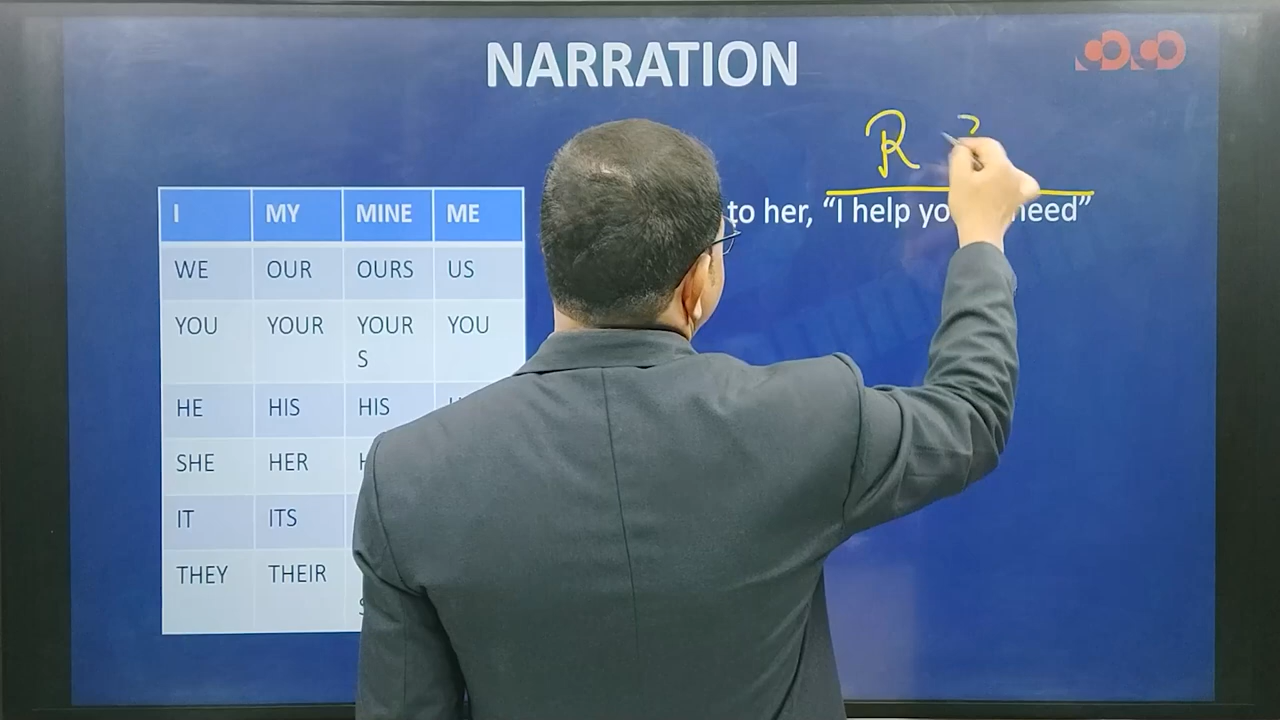 NARRATION
R
to her, “I help need”
I MY MINE ME
WE OUR OURS US
YOU YOUR YOUR
S YOU
HE HIS HIS
SHE HER
IT ITS
THEY THEIR